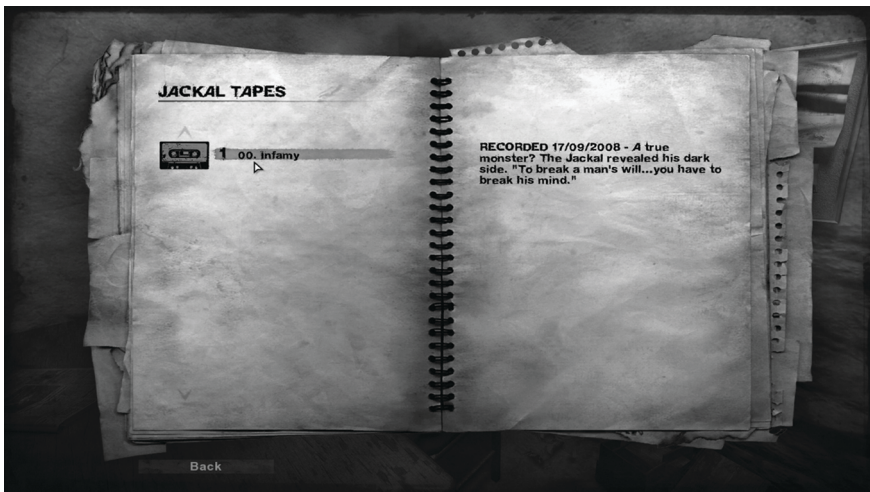 JACKAL TAPES
1 00. Infamy
RECORDED 17/09/2008 - A true
monster? The Jackal revealed his dark
side. "To break a man's will...you have to
break his mind."
Back